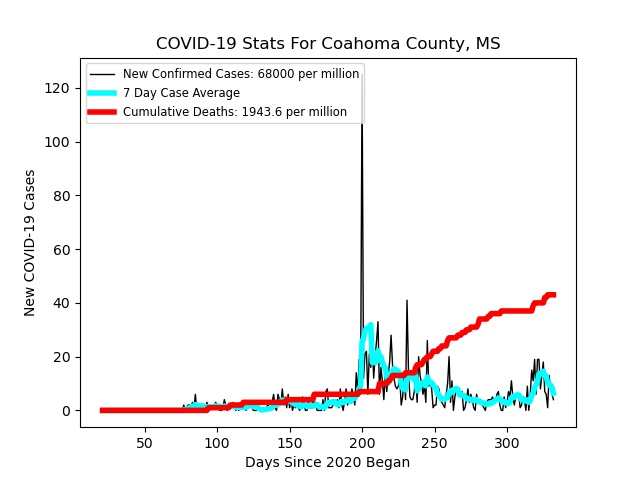 COVID-19 Stats For Coahoma County, MS
New Confirmed Cases: 68000 per million
7 Day Case Average
Cumulative Deaths: 1943.6 per million
New COVID-19 Cases
120
100
80
60
40
20
0
50 100 150 200 250 300
Days Since 2020 Began